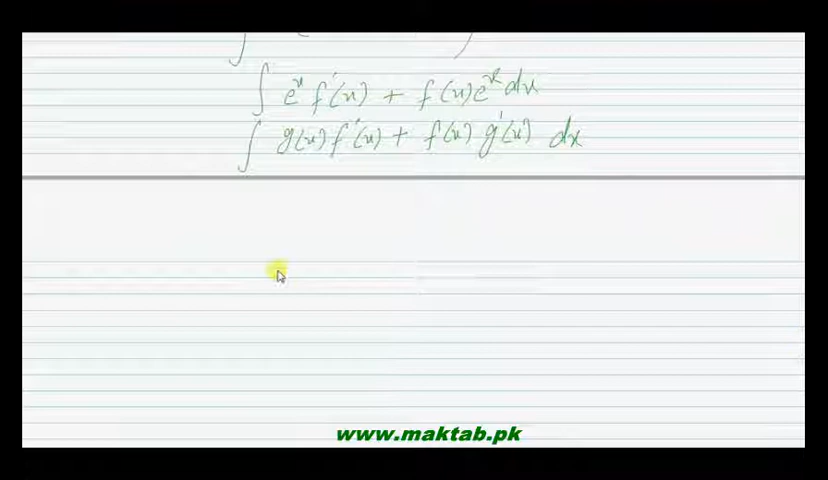 ∫ eˣ f'(x) + f(x)eˣ dx
∫ g(x) f'(x) + f(x) g'(x) dx
www.maktab.pk